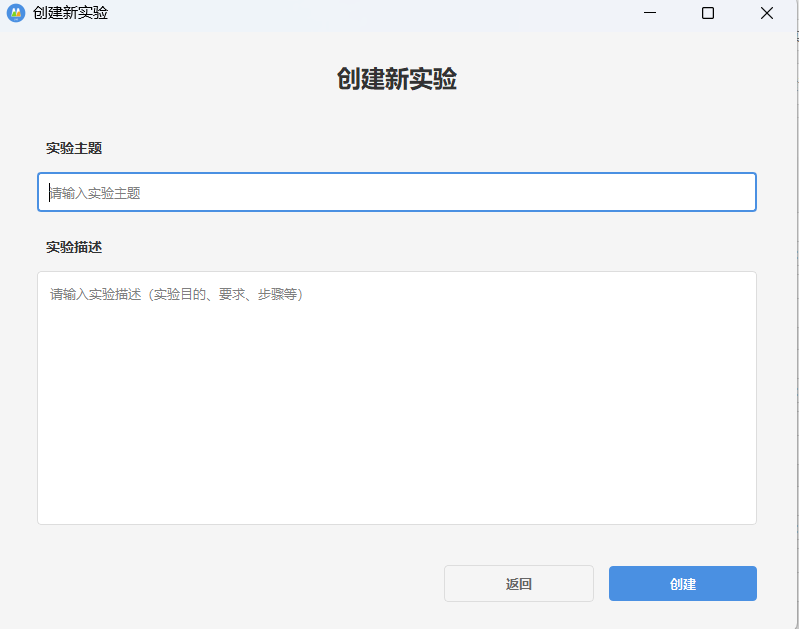 创建新实验
创建新实验
实验主题
请输入实验主题
实验描述
请输入实验描述（实验目的、要求、步骤等）
返回
创建